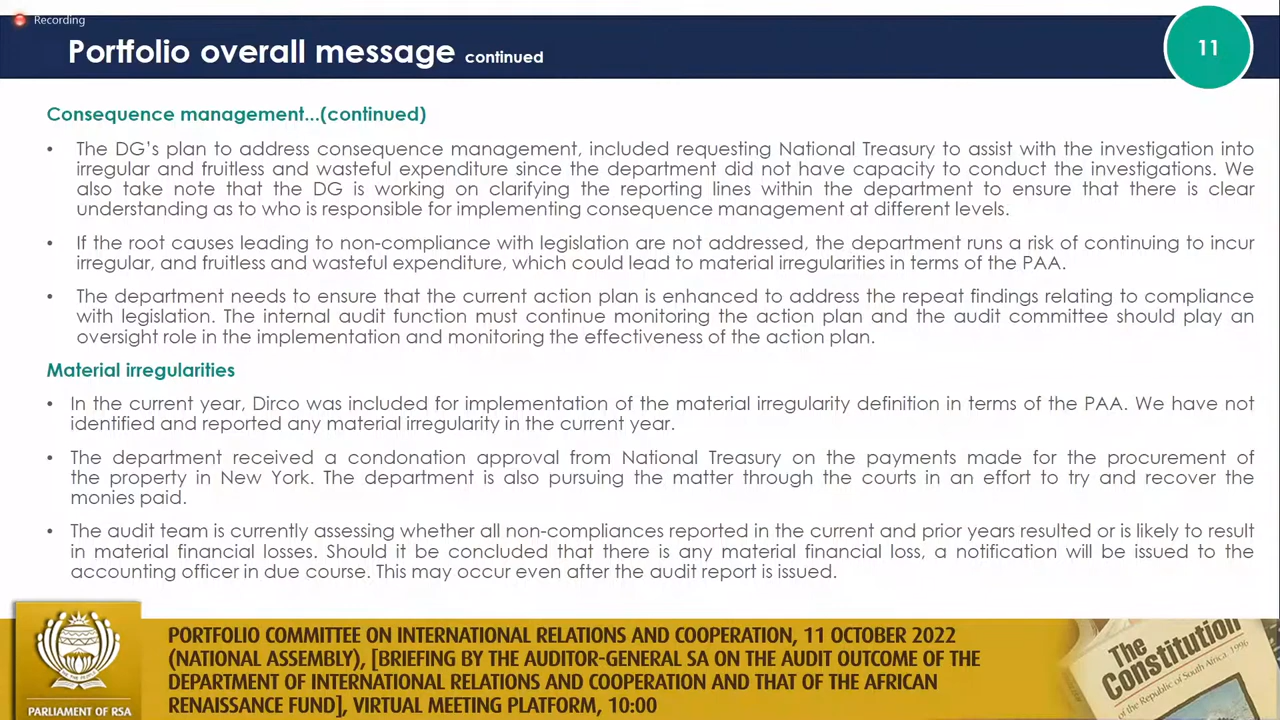 Recording
Portfolio overall message continued
11
Consequence management...(continued)
• The DG's plan to address consequence management, included requesting National Treasury to assist with the investigation into
irregular and fruitless and wasteful expenditure since the department did not have capacity to conduct the investigations. We
also take note that the DG is working on clarifying the reporting lines within the department to ensure that there is clear
understanding as to who is responsible for implementing consequence management at different levels.
• If the root causes leading to non-compliance with legislation are not addressed, the department runs a risk of continuing to incur
irregular, and fruitless and wasteful expenditure, which could lead to material irregularities in terms of the PAA.
• The department needs to ensure that the current action plan is enhanced to address the repeat findings relating to compliance
with legislation. The internal audit function must continue monitoring the action plan and the audit committee should play an
oversight role in the implementation and monitoring the effectiveness of the action plan.
Material irregularities
• In the current year, Dirco was included for implementation of the material irregularity definition in terms of the PAA. We have not
identified and reported any material irregularity in the current year.
• The department received a condonation approval from National Treasury on the payments made for the procurement of
the property in New York. The department is also pursuing the matter through the courts in an effort to try and recover the
monies paid.
• The audit team is currently assessing whether all non-compliances reported in the current and prior years resulted or is likely to result
in material financial losses. Should it be concluded that there is any material financial loss, a notification will be issued to the
accounting officer in due course. This may occur even after the audit report is issued.
PORTFOLIO COMMITTEE ON INTERNATIONAL RELATIONS AND COOPERATION, 11 OCTOBER 2022
(NATIONAL ASSEMBLY), [BRIEFING BY THE AUDITOR-GENERAL SA ON THE AUDIT OUTCOME OF THE
DEPARTMENT OF INTERNATIONAL RELATIONS AND COOPERATION AND THAT OF THE AFRICAN
RENAISSANCE FUND], VIRTUAL MEETING PLATFORM, 10:00
PARLIAMENT OF RSA
The
Constitution
of the Republic of South Africa, 1996